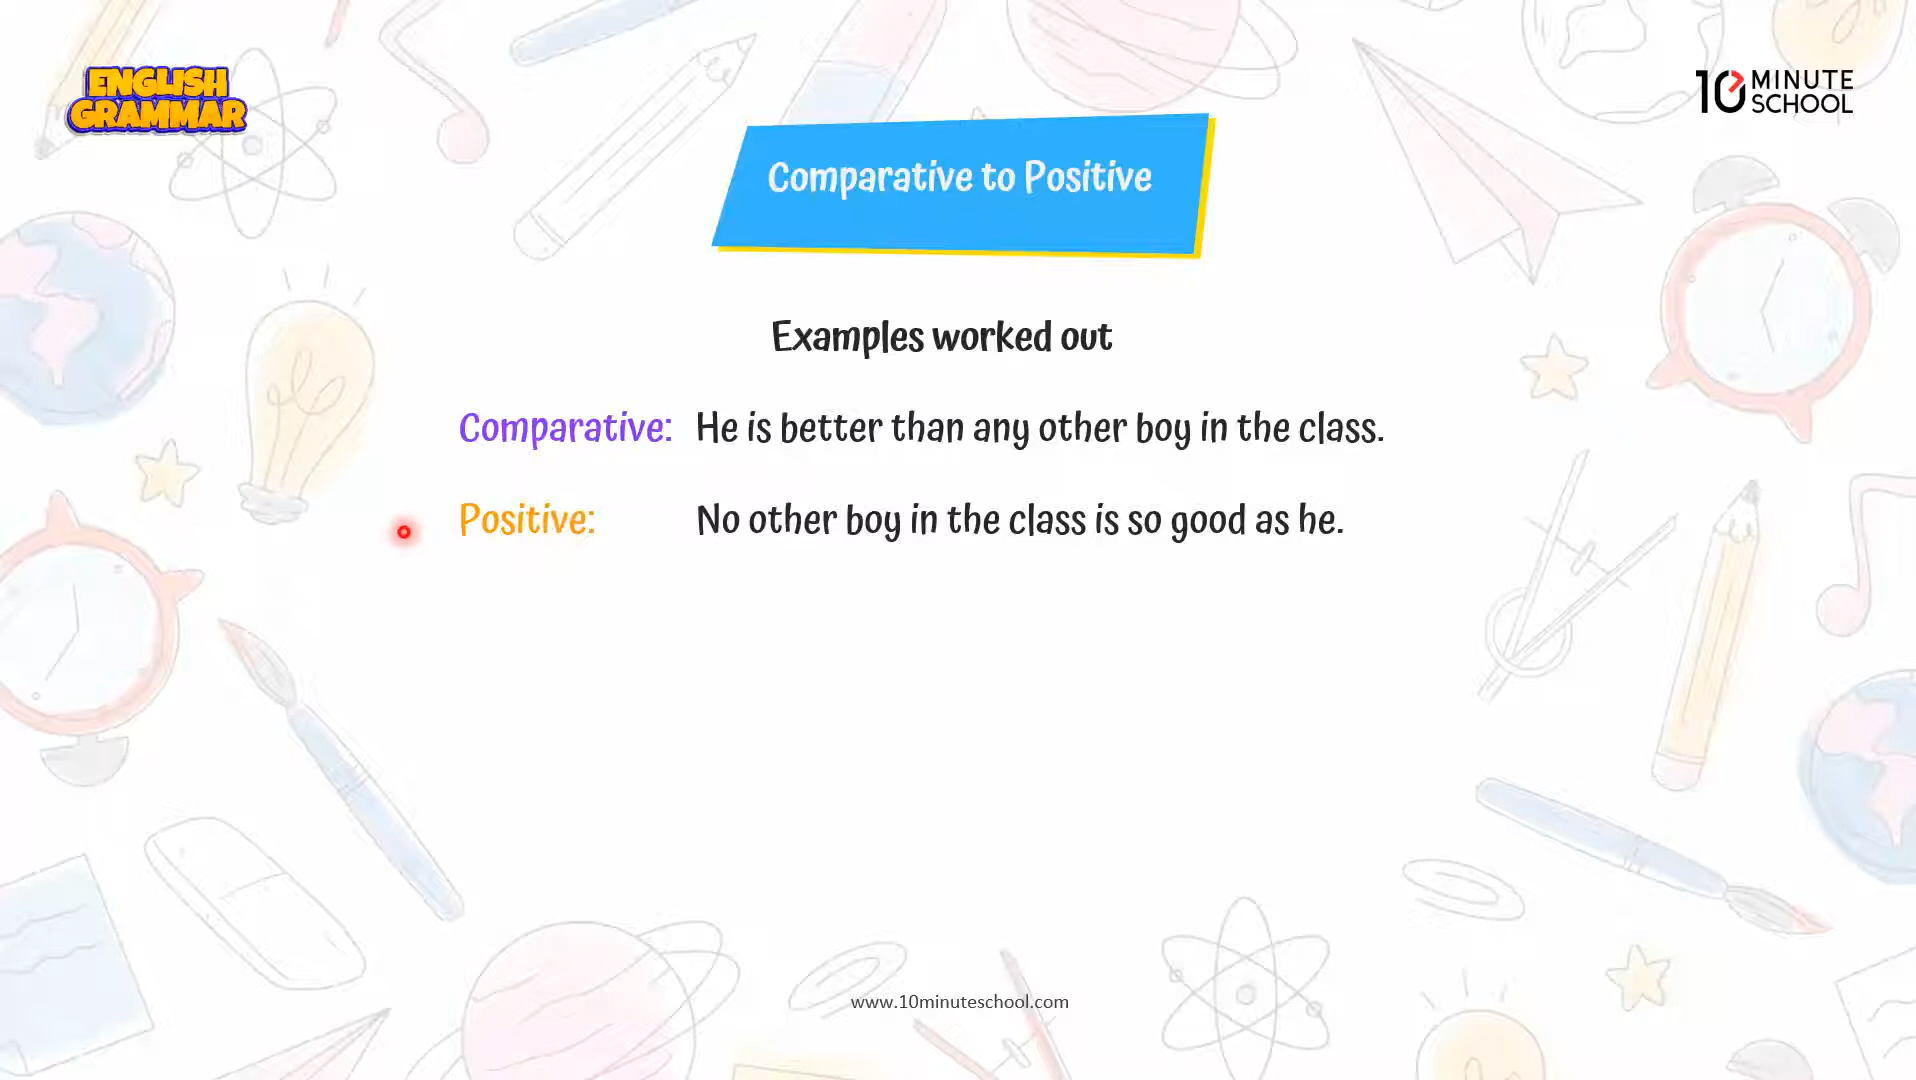 ENGLISH
GRAMMAR
10 MINUTE
SCHOOL
Comparative to Positive
Examples worked out
Comparative: He is better than any other boy in the class.
Positive: No other boy in the class is so good as he.
www.10minuteschool.com